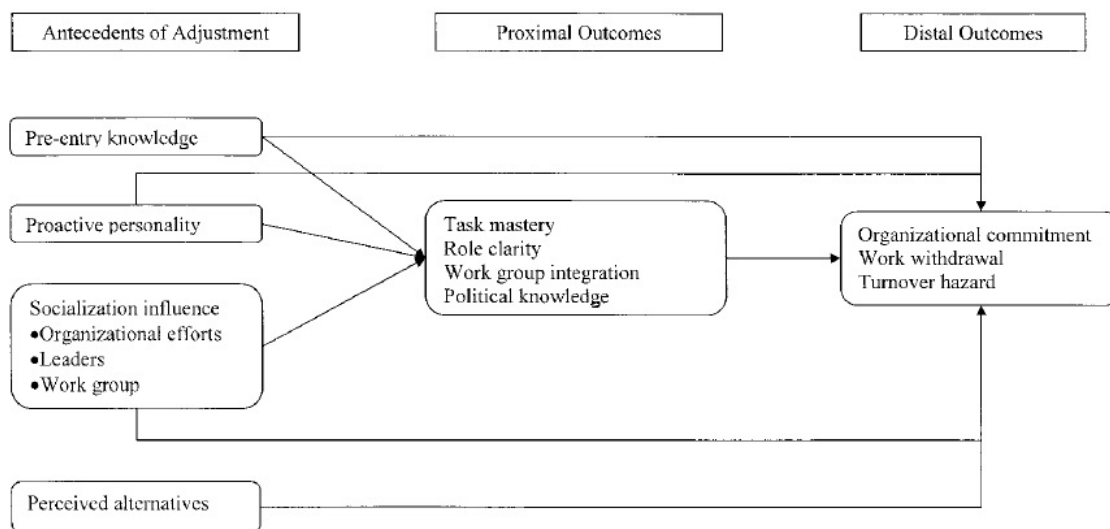 Antecedents of Adjustment
Proximal Outcomes
Distal Outcomes
Pre-entry knowledge
Proactive personality
Socialization influence
•Organizational efforts
•Leaders
•Work group
Perceived alternatives
Task mastery
Role clarity
Work group integration
Political knowledge
Organizational commitment
Work withdrawal
Turnover hazard